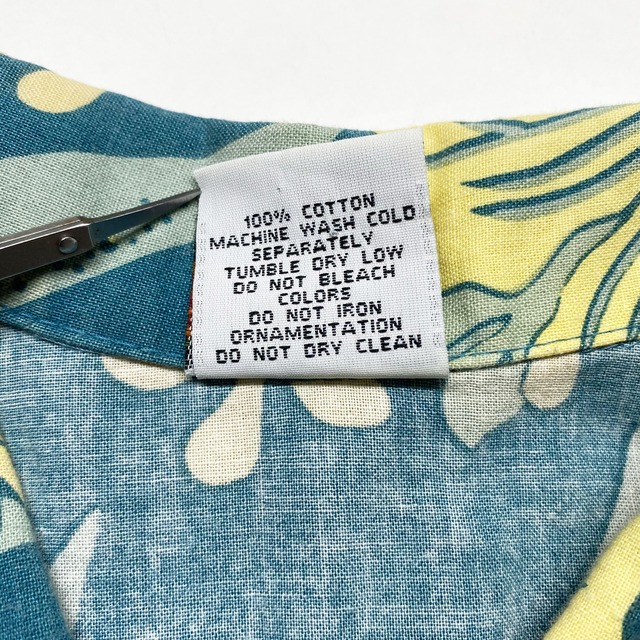 100% COTTON
MACHINE WASH COLD
SEPARATELY
TUMBLE DRY LOW
DO NOT BLEACH
COLORS
DO NOT IRON
ORNAMENTATION
DO NOT DRY CLEAN